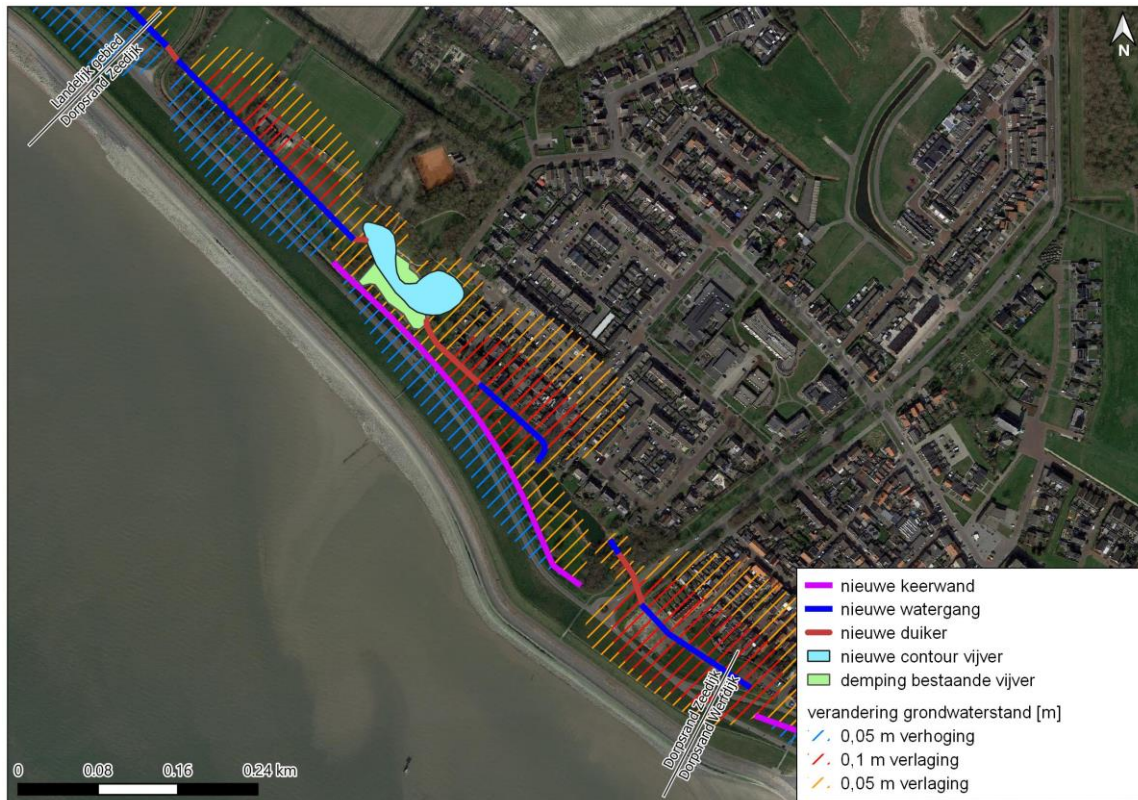 N
Landelijk gebied
Dorpsrand Zeedijk
Dorpsrand Zeedijk
Dorpsrand Werfdijk
nieuwe keerwand
nieuwe watergang
nieuwe duiker
nieuwe contour vijver
demping bestaande vijver
verandering grondwaterstand [m]
0,05 m verhoging
0,1 m verlaging
0,05 m verlaging
0 0.08 0.16 0.24 km